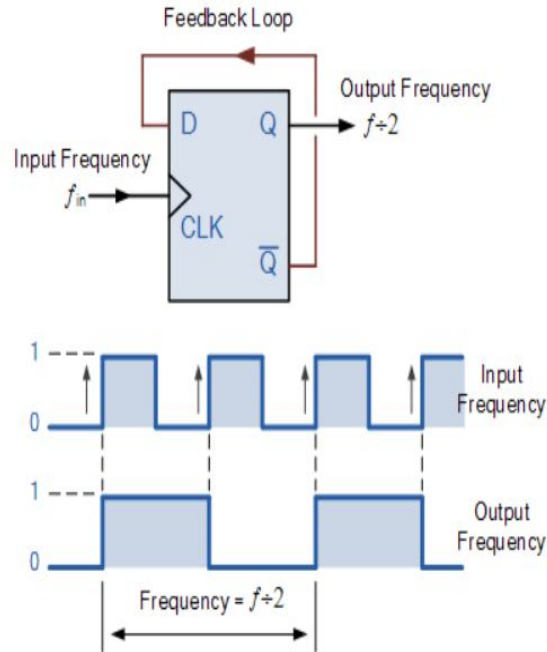 Feedback Loop
Output Frequency
D Q f÷2
Input Frequency
fin
CLK
Q̅
1
0
Input
Frequency
1
0
Output
Frequency
Frequency = f÷2